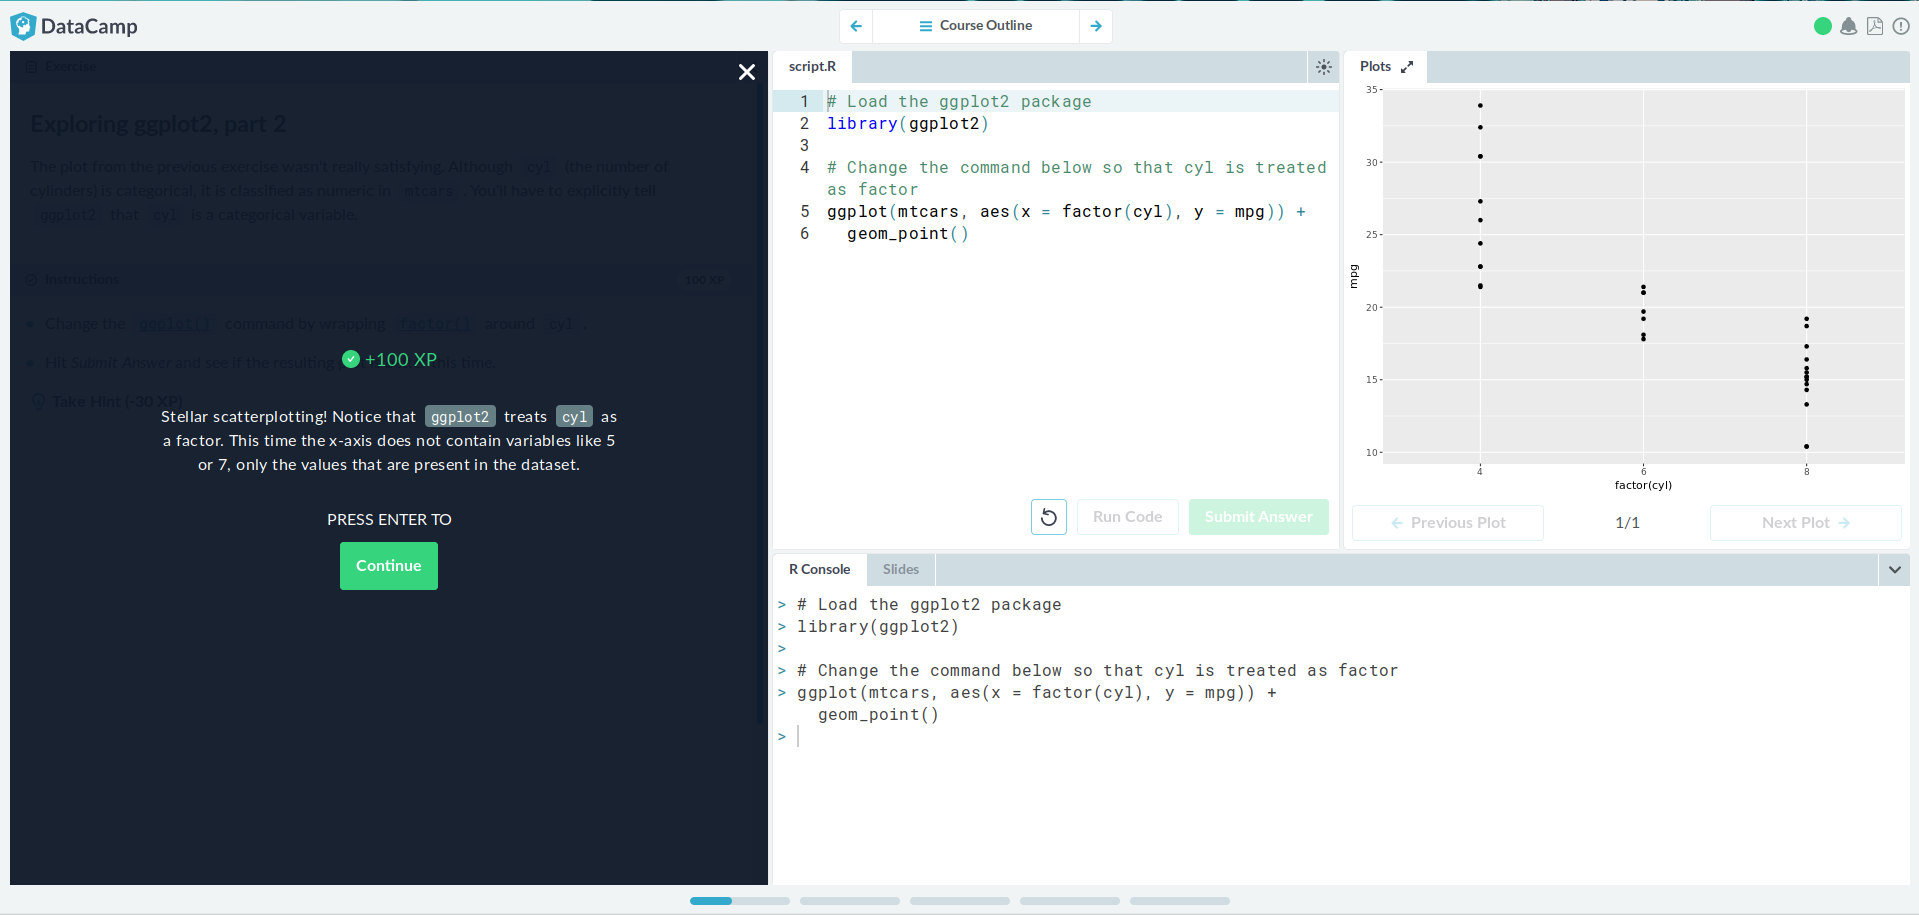 DataCamp
Course Outline
Exercise
Exploring ggplot2, part 2
The plot from the previous exercise wasn't really satisfying. Although cyl (the number of
cylinders) is categorical, it is classified as numeric in mtcars . You'll have to explicitly tell
ggplot2 that cyl is a categorical variable.
Instructions
100 XP
Change the ggplot() command by wrapping factor() around cyl .
Hit Submit Answer and see if the resulting this time.
Take Hint (-30 XP)
+100 XP
Stellar scatterplotting! Notice that ggplot2 treats cyl as
a factor. This time the x-axis does not contain variables like 5
or 7, only the values that are present in the dataset.
PRESS ENTER TO
Continue
script.R
1 # Load the ggplot2 package
2 library(ggplot2)
3
4 # Change the command below so that cyl is treated
as factor
5 ggplot(mtcars, aes(x = factor(cyl), y = mpg)) +
6 geom_point()
Run Code
Submit Answer
Plots
35
30
25
20
15
10
mpg
4 6 8
factor(cyl)
Previous Plot
1/1
Next Plot
R Console
Slides
> # Load the ggplot2 package
> library(ggplot2)
>
> # Change the command below so that cyl is treated as factor
> ggplot(mtcars, aes(x = factor(cyl), y = mpg)) +
geom_point()
>